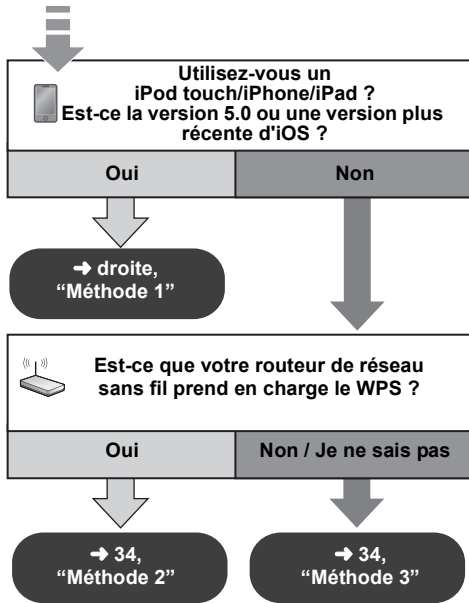 Utilisez-vous un
iPod touch/iPhone/iPad ?
Est-ce la version 5.0 ou une version plus
récente d'iOS ?
Oui
Non
➜ droite,
“Méthode 1”
Est-ce que votre routeur de réseau
sans fil prend en charge le WPS ?
Oui
Non / Je ne sais pas
➜ 34,
“Méthode 2”
➜ 34,
“Méthode 3”